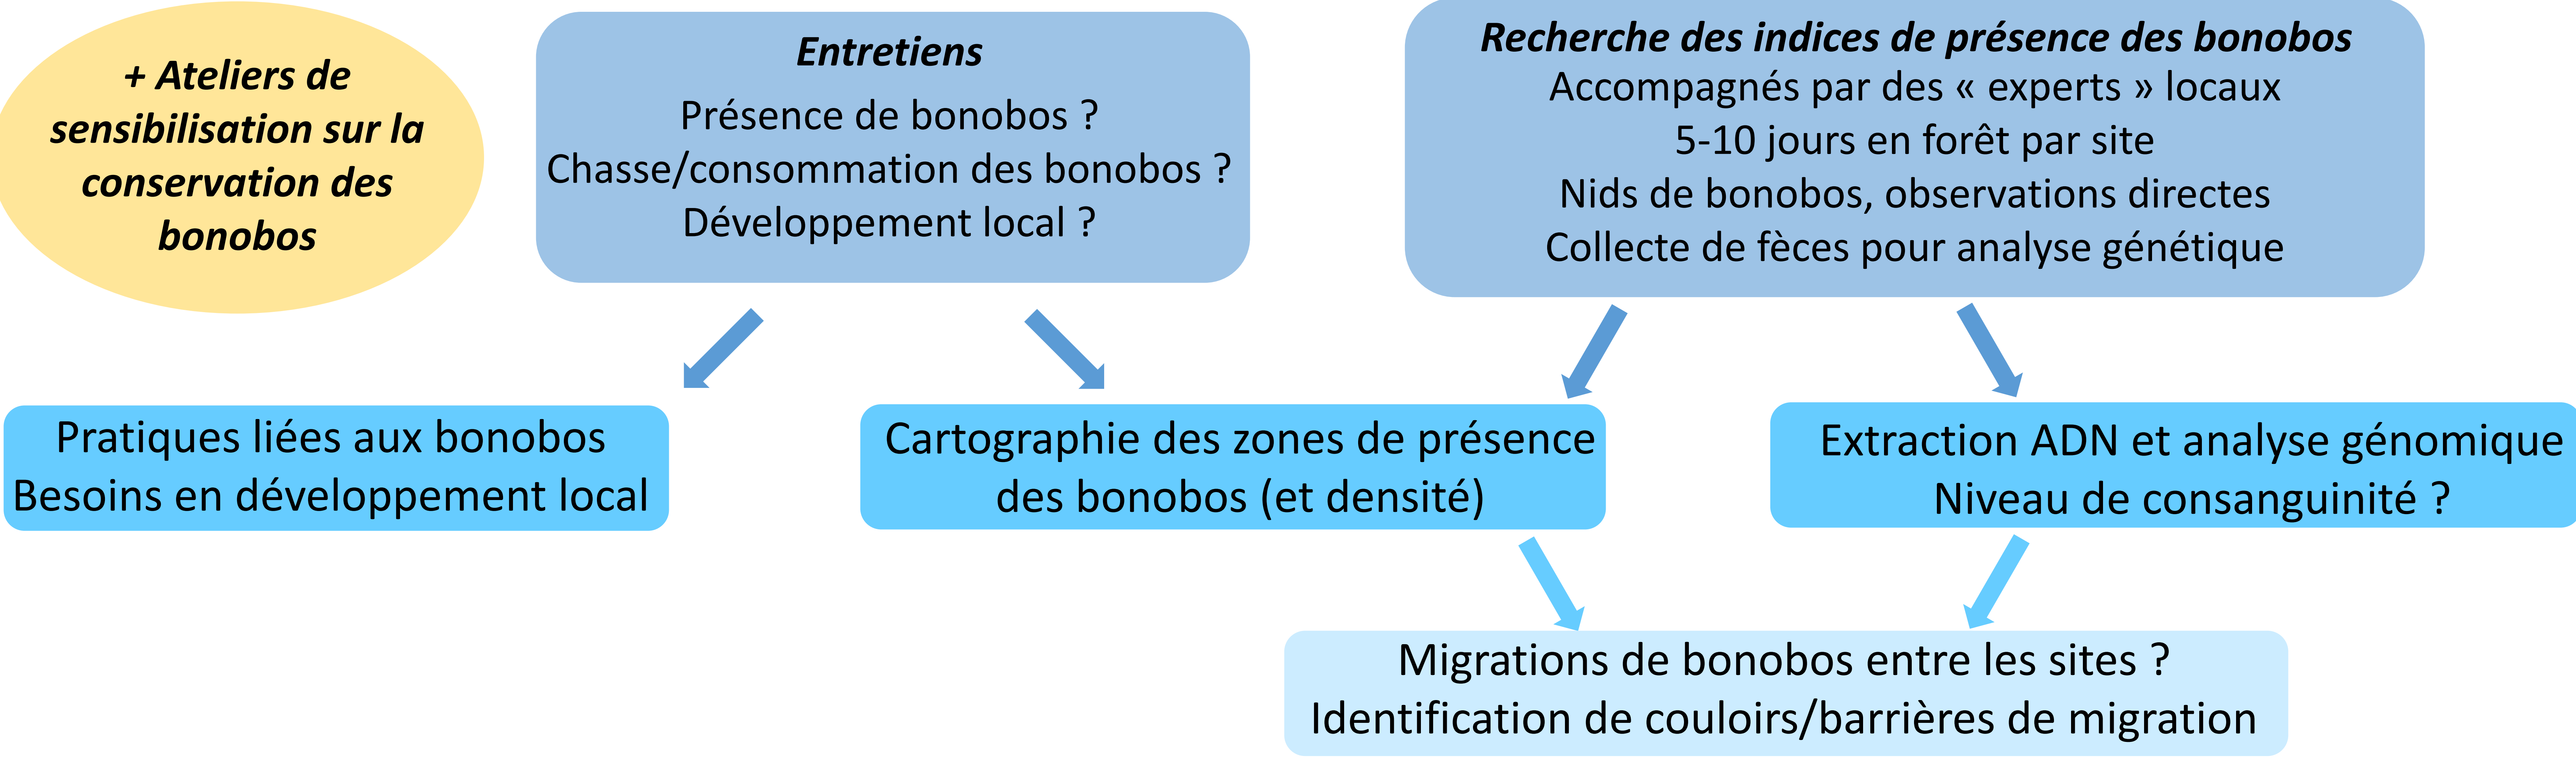 + Ateliers de
sensibilisation sur la
conservation des
bonobos
Entretiens
Présence de bonobos ?
Chasse/consommation des bonobos ?
Développement local ?
Recherche des indices de présence des bonobos
Accompagnés par des « experts » locaux
5-10 jours en forêt par site
Nids de bonobos, observations directes
Collecte de fèces pour analyse génétique
Pratiques liées aux bonobos
Besoins en développement local
Cartographie des zones de présence
des bonobos (et densité)
Extraction ADN et analyse génomique
Niveau de consanguinité ?
Migrations de bonobos entre les sites ?
Identification de couloirs/barrières de migration